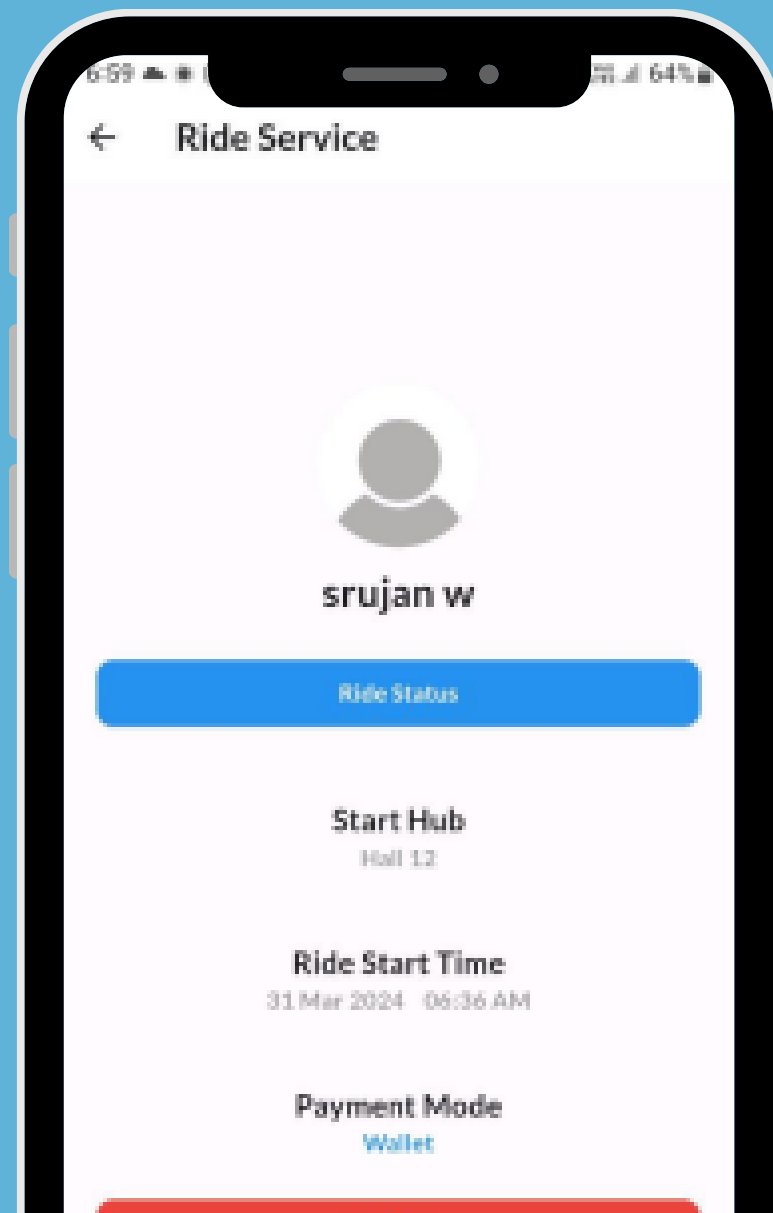 6:59 64%
Ride Service
srujan w
Ride Status
Start Hub
Hall 12
Ride Start Time
31 Mar 2024 06:36 AM
Payment Mode
Wallet